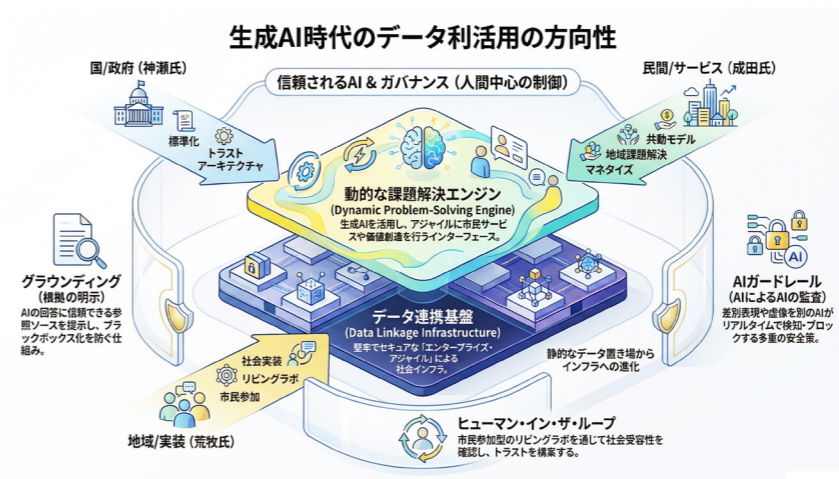 生成AI時代のデータ利活用の方向性
国/政府（神瀬氏）
標準化
トラスト
アーキテクチャ
信頼されるAI & ガバナンス（人間中心の制御）
民間/サービス（成田氏）
共動モデル
地域課題解決
マネタイズ
動的な課題解決エンジン
(Dynamic Problem-Solving Engine)
生成AIを活用し、アジャイルに市民サービ
スや価値創造を行うインターフェース。
グラウンディング
（根拠の明示）
AIの回答に信頼できる参
照ソースを提示し、ブラ
ックボックス化を防ぐ仕
組み。
AI
AIガードレール
（AIによるAIの監査）
差別表現や虚像を別のAIが
リアルタイムで検知・ブロッ
クする多重の安全策。
データ連携基盤
(Data Linkage Infrastructure)
堅牢でセキュアな「エンタープライズ・
アジャイル」による
社会インフラ。
静的なデータ置き場から
インフラへの進化
社会実装
リビングラボ
市民参加
地域/実装（荒牧氏）
ヒューマン・イン・ザ・ループ
市民参加型のリビングラボを通じて社会受容性を
確認し、トラストを構築する。